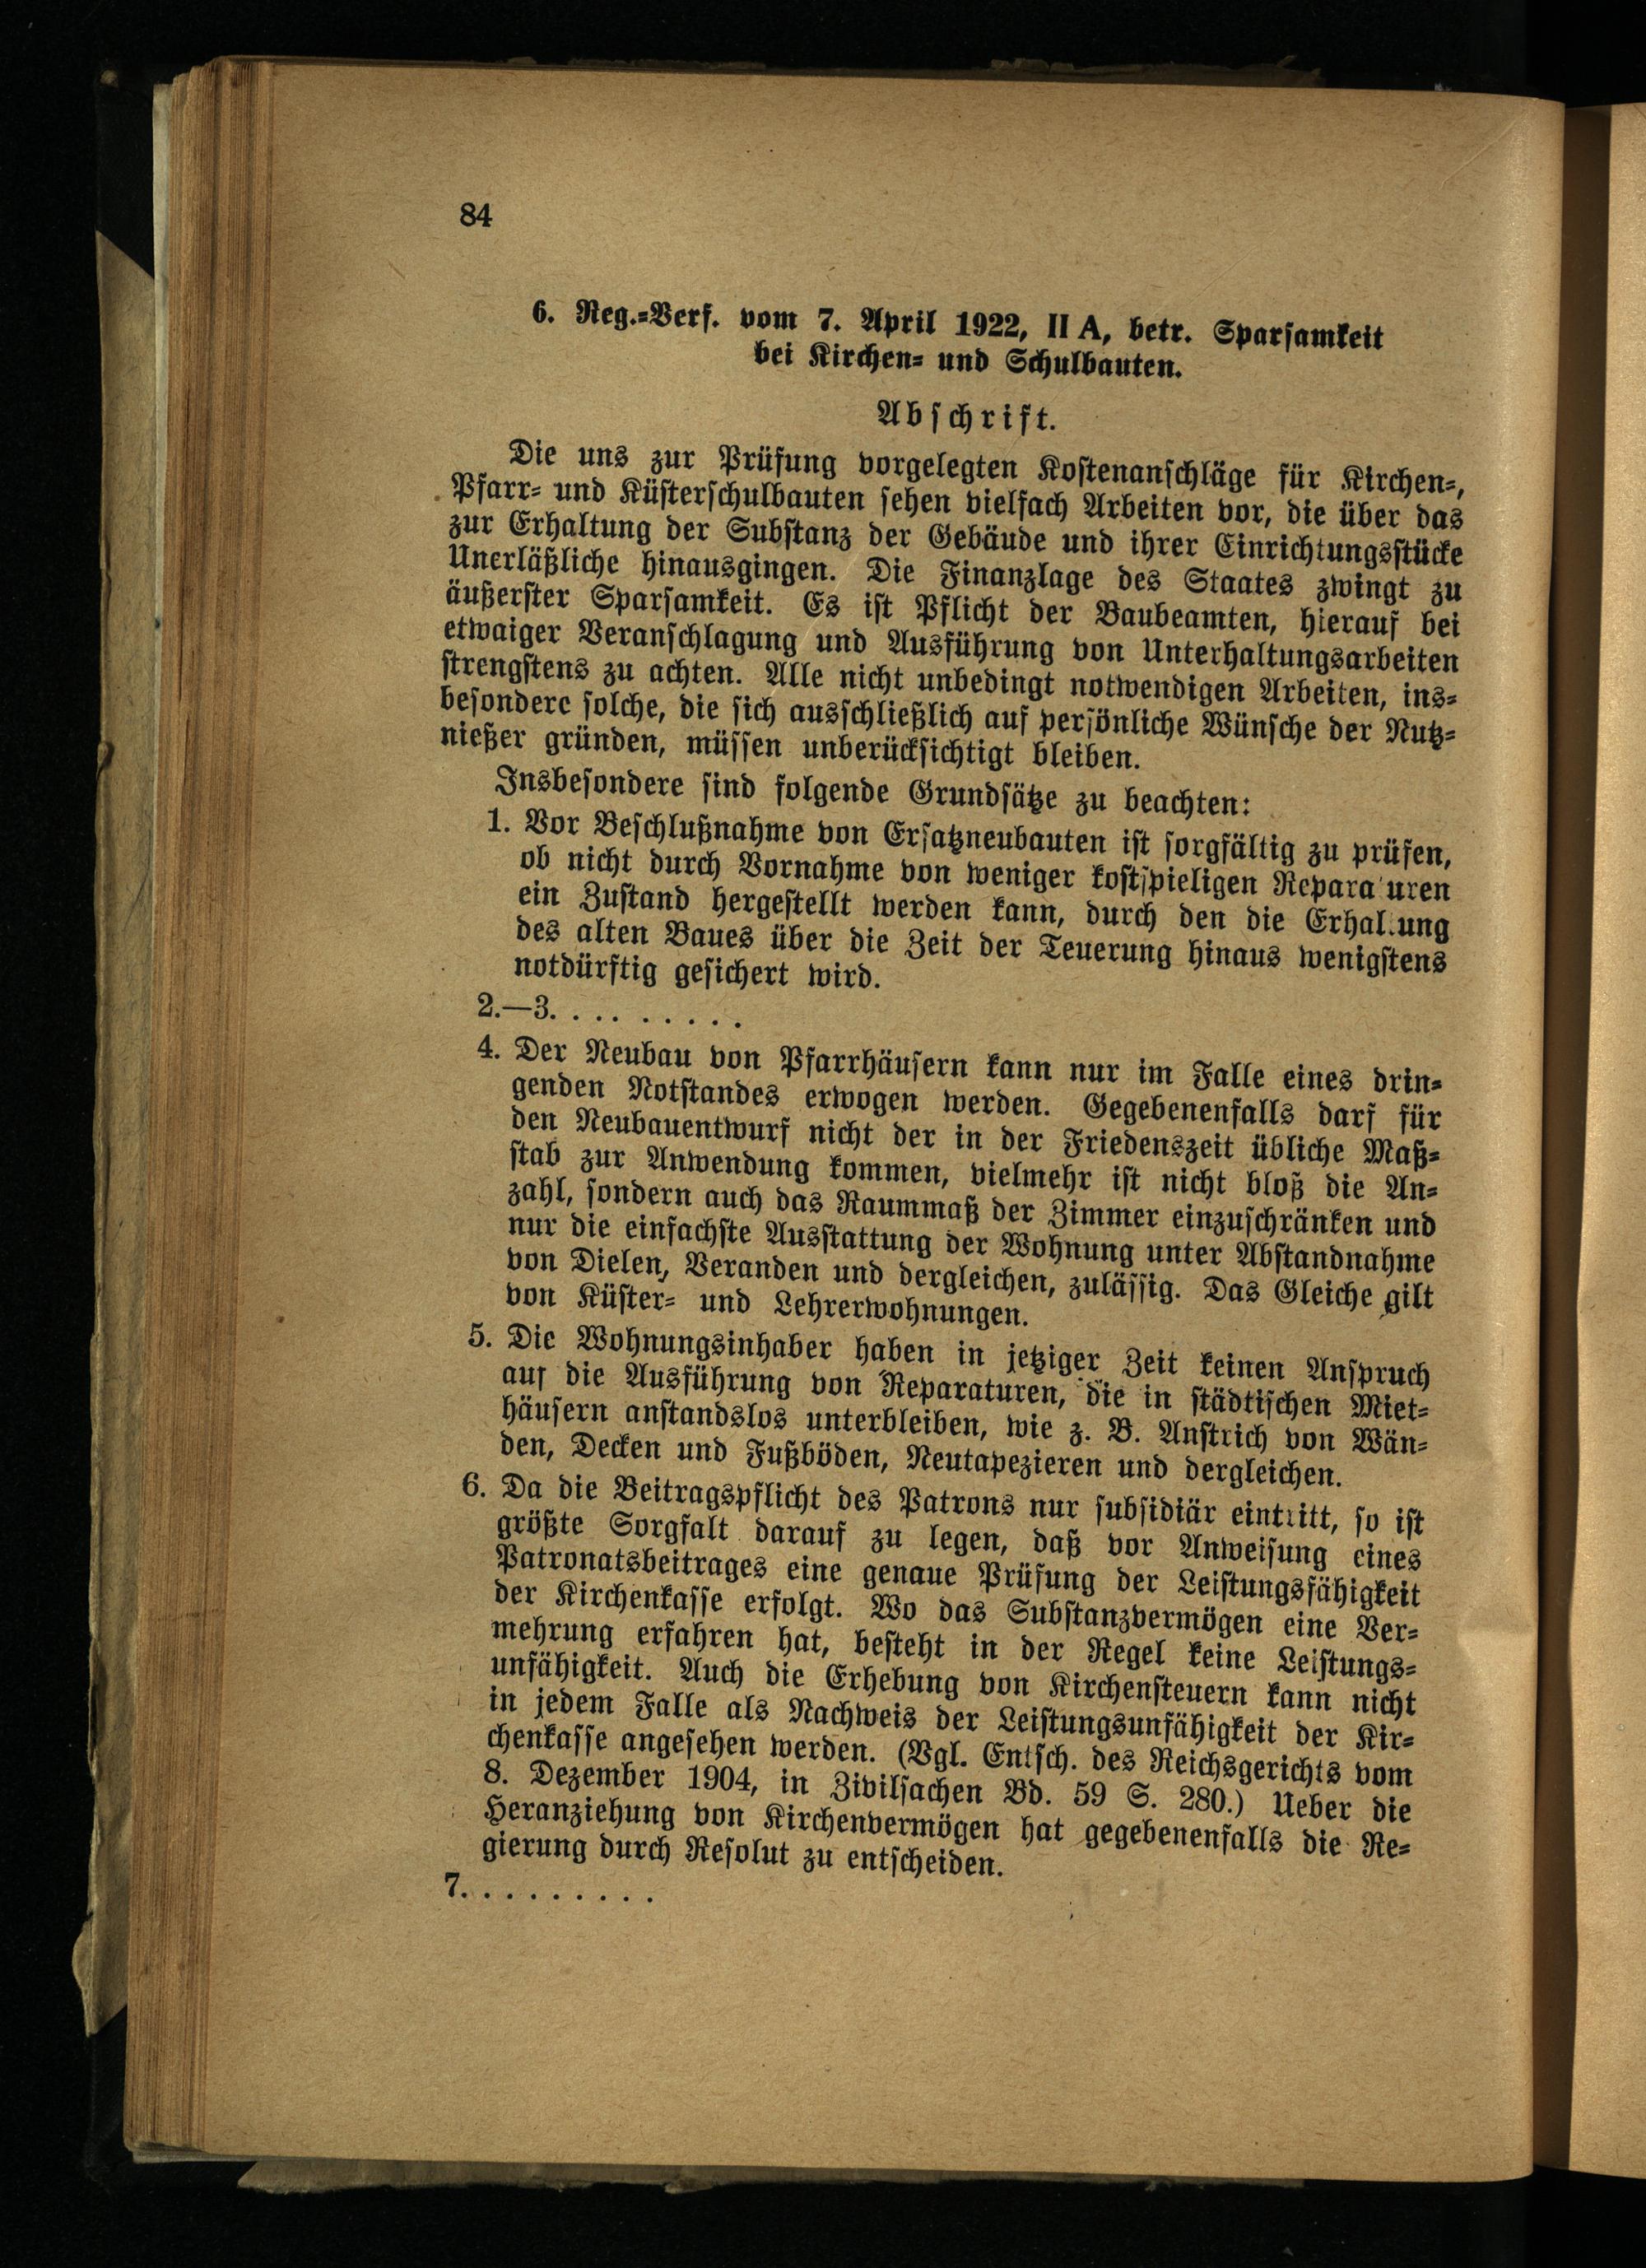 84
6. Reg.=Verf. vom 7. April 1922, II A, betr. Sparsamkeit
bei Kirchen= und Schulbauten.
Abschrift.
Die uns zur Prüfung vorgelegten Kostenanschläge für Kirchen=,
Pfarr= und Küsterschulbauten sehen vielfach Arbeiten vor, die über das
zur Erhaltung der Substanz der Gebäude und ihrer Einrichtungsstücke
Unerläßliche hinausgingen. Die Finanzlage des Staates zwingt zu
äußerster Sparsamkeit. Es ist Pflicht der Baubeamten, hierauf bei
etwaiger Veranschlagung und Ausführung von Unterhaltungsarbeiten
strengstens zu achten. Alle nicht unbedingt notwendigen Arbeiten, ins=
besondere solche, die sich ausschließlich auf persönliche Wünsche der Nutz=
nießer gründen, müssen unberücksichtigt bleiben.
Insbesondere sind folgende Grundsätze zu beachten:
1. Vor Beschlußnahme von Ersatzneubauten ist sorgfältig zu prüfen,
ob nicht durch Vornahme von weniger kostspieligen Reparaturen
ein Zustand hergestellt werden kann, durch den die Erhaltung
des alten Baues über die Zeit der Teuerung hinaus wenigstens
notdürftig gesichert wird.
2.—3. . . . . . . . . .
4. Der Neubau von Pfarrhäusern kann nur im Falle eines drin=
genden Notstandes erwogen werden. Gegebenenfalls darf für
den Neubauentwurf nicht der in der Friedenszeit übliche Maß=
stab zur Anwendung kommen, vielmehr ist nicht bloß die An=
zahl, sondern auch das Raummaß der Zimmer einzuschränken und
nur die einfachste Ausstattung der Wohnung unter Abstandnahme
von Dielen, Veranden und dergleichen, zulässig. Das Gleiche gilt
von Küster= und Lehrerwohnungen.
5. Die Wohnungsinhaber haben in jetziger Zeit keinen Anspruch
auf die Ausführung von Reparaturen, die in städtischen Miet=
häusern anstandslos unterbleiben, wie z. B. Anstrich von Wän=
den, Decken und Fußböden, Neutapezieren und dergleichen.
6. Da die Beitragspflicht des Patrons nur subsidiär eintritt, so ist
größte Sorgfalt darauf zu legen, daß vor Anweisung eines
Patronatsbeitrages eine genaue Prüfung der Leistungsfähigkeit
der Kirchenkasse erfolgt. Wo das Substanzvermögen eine Ver=
mehrung erfahren hat, besteht in der Regel keine Leistungs=
unfähigkeit. Auch die Erhebung von Kirchensteuern kann nicht
in jedem Falle als Nachweis der Leistungsunfähigkeit der Kir=
chenkasse angesehen werden. (Vgl. Entsch. des Reichsgerichts vom
8. Dezember 1904, in Zivilsachen Bd. 59 S. 280.) Ueber die
Heranziehung von Kirchenvermögen hat gegebenenfalls die Re=
gierung durch Resolut zu entscheiden.
7. . . . . . . . . .